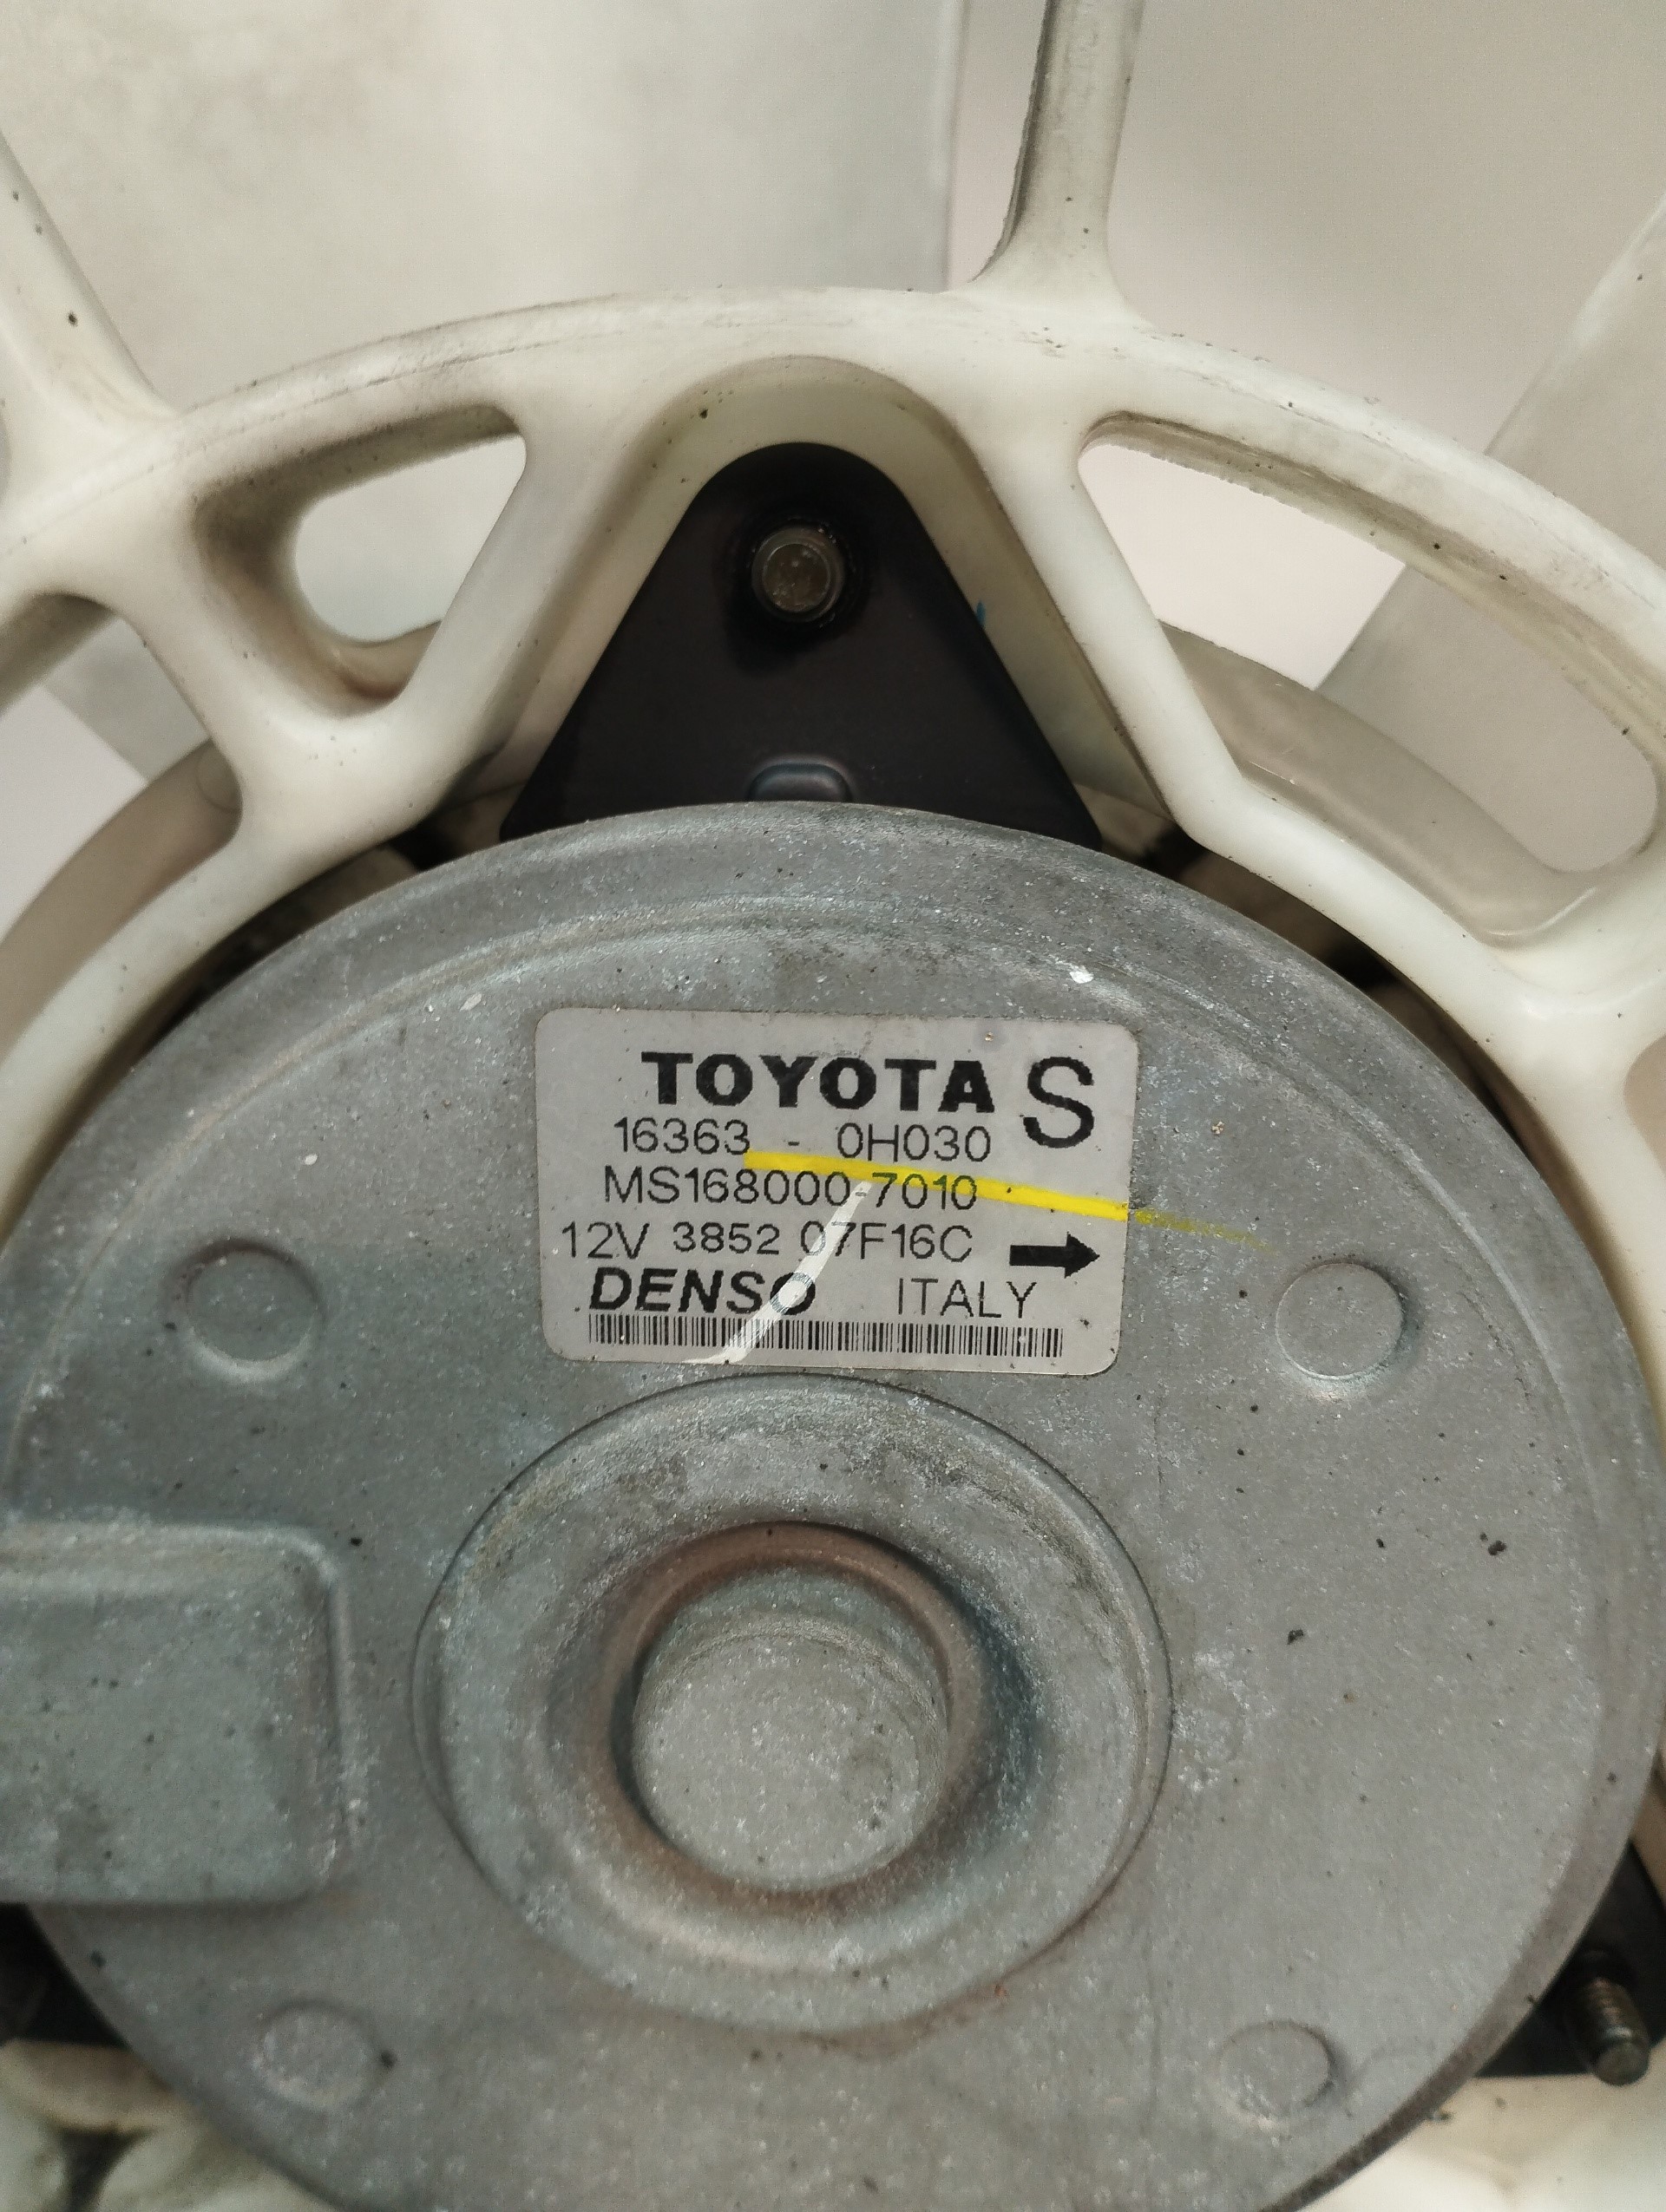 TOYOTA S
16363 - 0H030
MS168000-7010
12V 3852 07F16C
DENSO ITALY